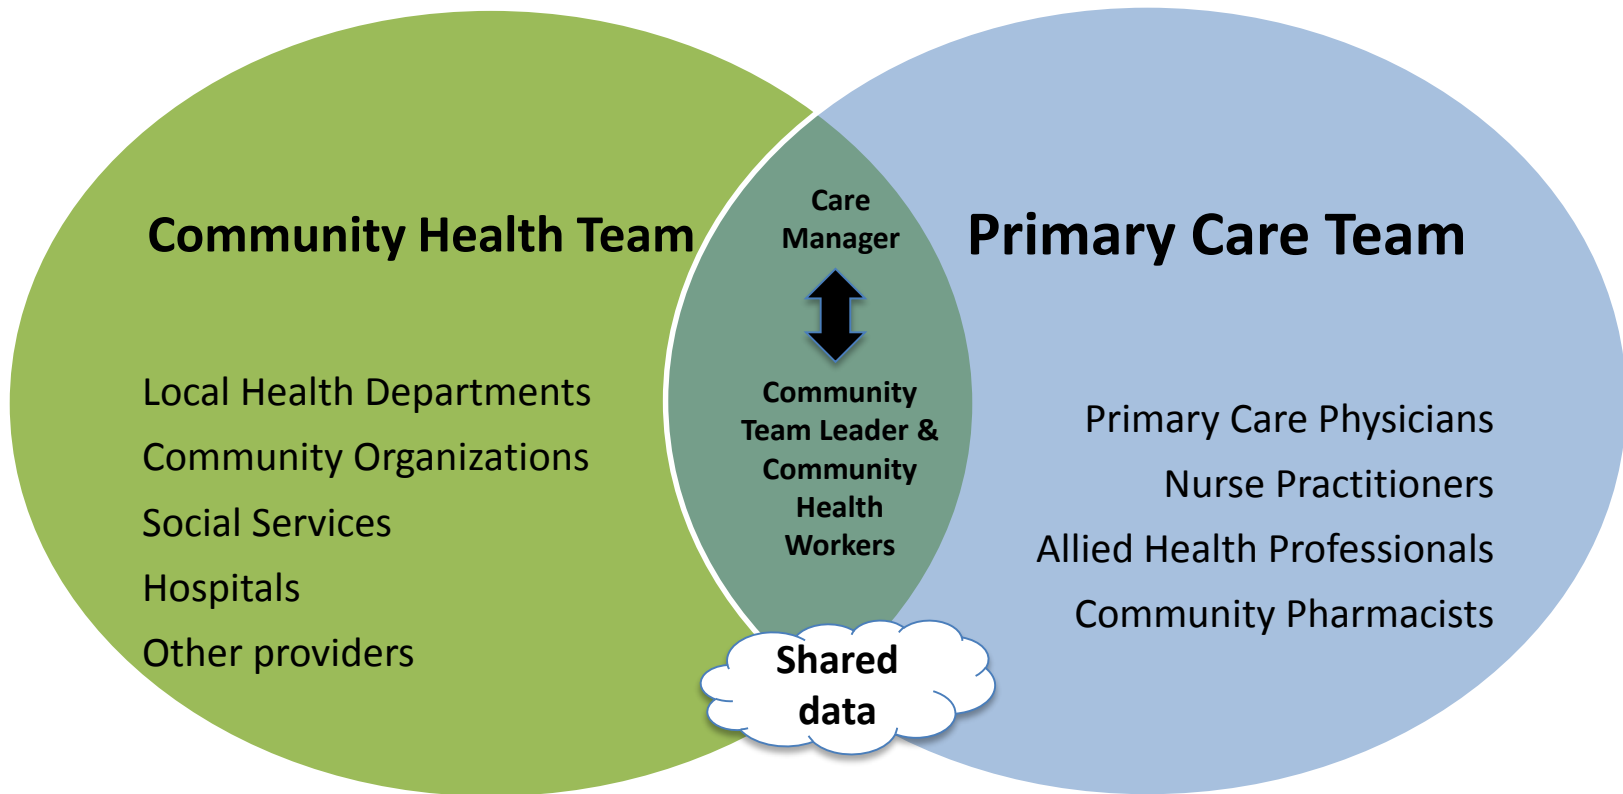 Community Health Team
Local Health Departments
Community Organizations
Social Services
Hospitals
Other providers
Care
Manager
Community
Team Leader &
Community
Health
Workers
Shared
data
Primary Care Team
Primary Care Physicians
Nurse Practitioners
Allied Health Professionals
Community Pharmacists